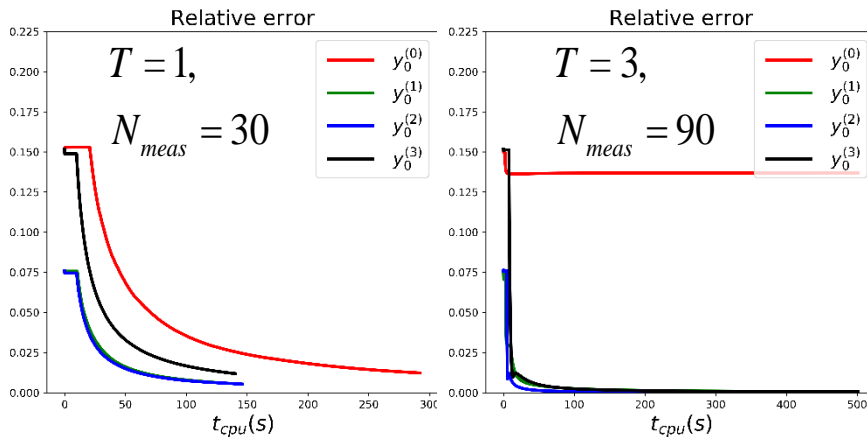 Relative error
T = 1,
N_meas = 30
y_0^(0)
y_0^(1)
y_0^(2)
y_0^(3)
0.225
0.200
0.175
0.150
0.125
0.100
0.075
0.050
0.025
0.000
0 50 100 150 200 250 300
t_cpu(s)
Relative error
T = 3,
N_meas = 90
y_0^(0)
y_0^(1)
y_0^(2)
y_0^(3)
0.225
0.200
0.175
0.150
0.125
0.100
0.075
0.050
0.025
0.000
0 100 200 300 400 500
t_cpu(s)